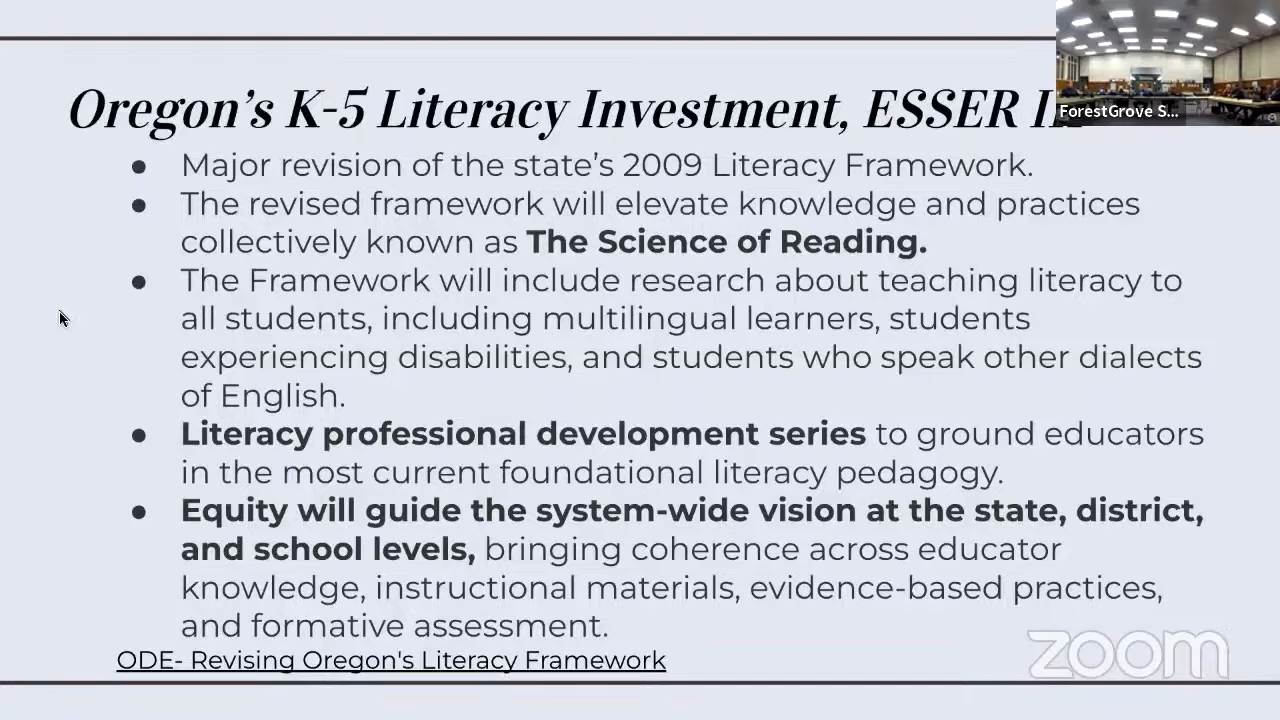 Oregon's K-5 Literacy Investment, ESSER
ForestGrove S...
● Major revision of the state's 2009 Literacy Framework.
● The revised framework will elevate knowledge and practices
collectively known as The Science of Reading.
● The Framework will include research about teaching literacy to
all students, including multilingual learners, students
experiencing disabilities, and students who speak other dialects
of English.
● Literacy professional development series to ground educators
in the most current foundational literacy pedagogy.
● Equity will guide the system-wide vision at the state, district,
and school levels, bringing coherence across educator
knowledge, instructional materials, evidence-based practices,
and formative assessment.
ODE- Revising Oregon's Literacy Framework
zoom